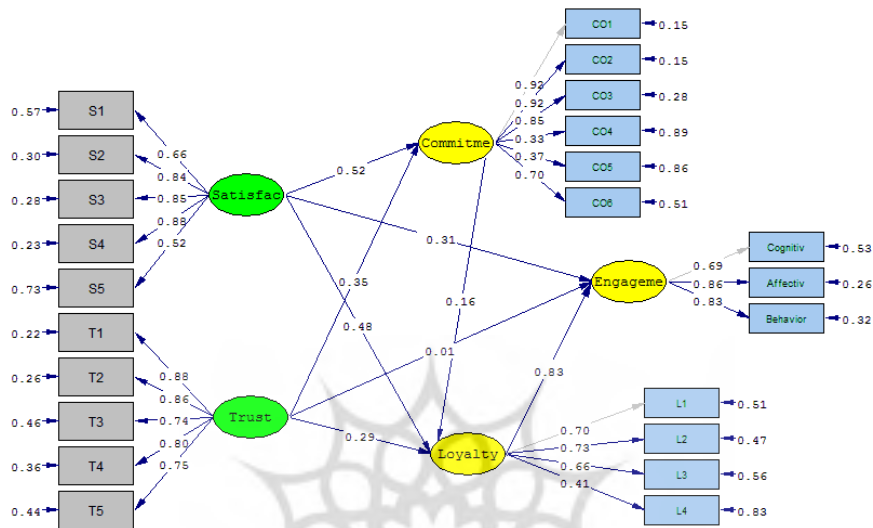 0.57
S1
0.30
S2
0.28
S3
0.23
S4
0.73
S5
0.22
T1
0.26
T2
0.46
T3
0.36
T4
0.44
T5
0.66
0.84
0.85
0.88
0.52
0.88
0.86
0.74
0.80
0.75
Satisfac
Trust
0.52
0.31
0.35
0.48
0.16
0.01
0.29
0.83
Commitme
Engageme
Loyalty
0.92
0.92
0.85
0.33
0.37
0.70
CO1
0.15
CO2
0.15
CO3
0.28
CO4
0.89
CO5
0.86
CO6
0.51
0.69
0.86
0.83
Cognitiv
0.53
Affectiv
0.26
Behavior
0.32
0.70
0.73
0.66
0.41
L1
0.51
L2
0.47
L3
0.56
L4
0.83